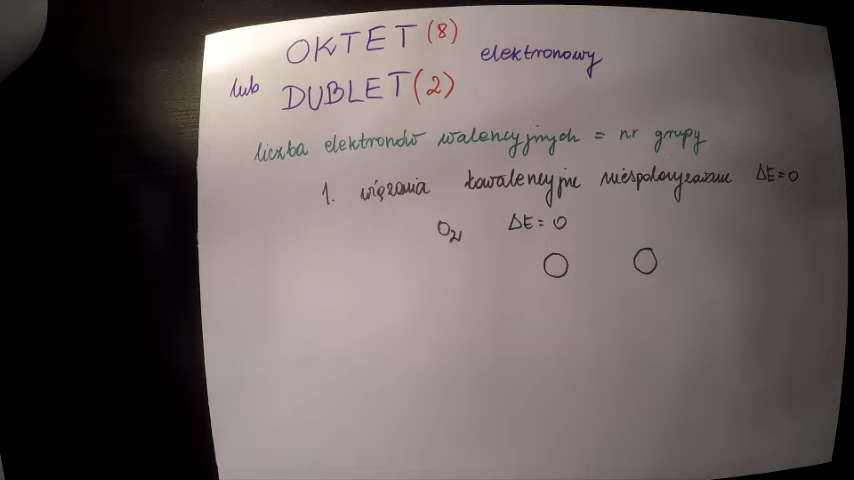 OKTET (8)
elektronowy
lub DUBLET (2)
liczba elektronów walencyjnych = nr grupy
1. wiązania kowalencyjne niespolaryzowane ΔE=0
O₂ ΔE = 0
O O